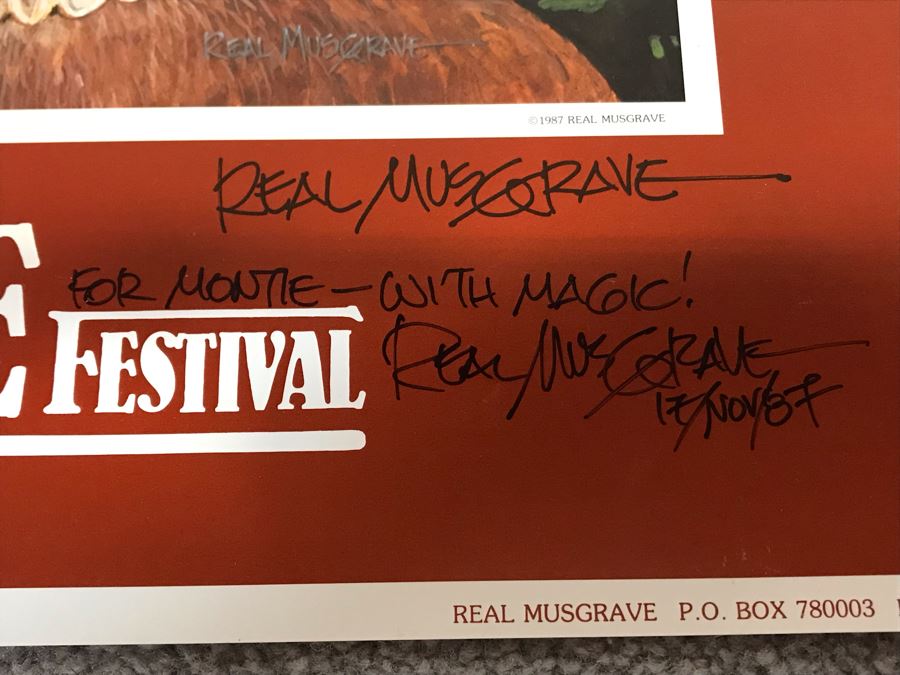 REAL MUSGRAVE
©1987 REAL MUSGRAVE
REAL MUSGRAVE
FOR MONTIE – WITH MAGIC!
E FESTIVAL
REAL MUSGRAVE
17/NOV/87
REAL MUSGRAVE P.O. BOX 780003